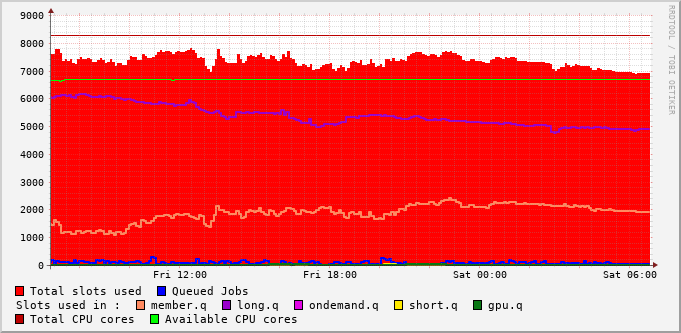 9000
8000
7000
6000
5000
4000
3000
2000
1000
0
Fri 12:00 Fri 18:00 Sat 00:00 Sat 06:00
RRDTOOL / TOBI OETIKER
Total slots used Queued Jobs
Slots used in : member.q long.q ondemand.q short.q gpu.q
Total CPU cores Available CPU cores